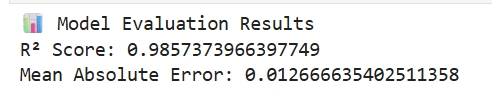 📊 Model Evaluation Results
R² Score: 0.9857373966397749
Mean Absolute Error: 0.012666635402511358